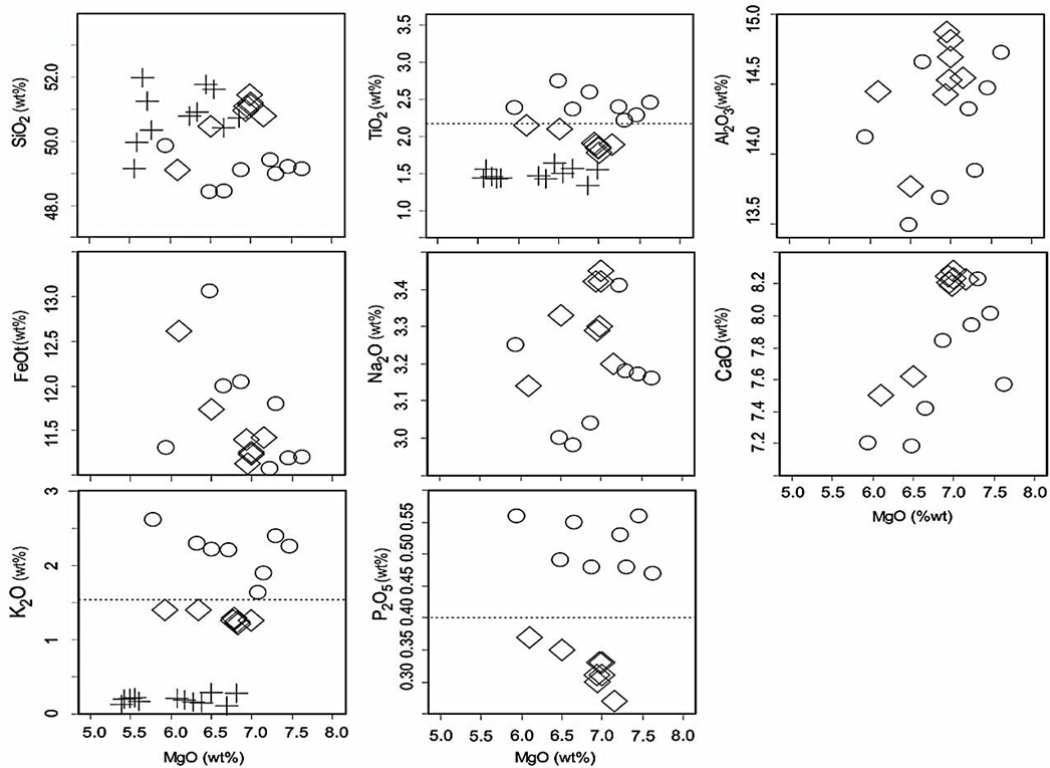 SiO2 (wt%)
52.0
50.0
48.0
TiO2 (wt%)
3.5
3.0
2.5
2.0
1.5
1.0
Al2O3(wt%)
15.0
14.5
14.0
13.5
FeOt(wt%)
13.0
12.5
12.0
11.5
Na2O (wt%)
3.4
3.3
3.2
3.1
3.0
CaO (wt%)
8.2
8.0
7.8
7.6
7.4
7.2
5.0 6.0 6.5 7.0 7.5 8.0
MgO (%wt)
K2O (wt%)
3
2
1
0
5.0 6.0 6.5 7.0 7.5 8.0
MgO (wt%)
P2O5(wt%)
0.55
0.50
0.45
0.40
0.35
0.30
5.0 6.0 6.5 7.0 7.5 8.0
MgO (wt%)